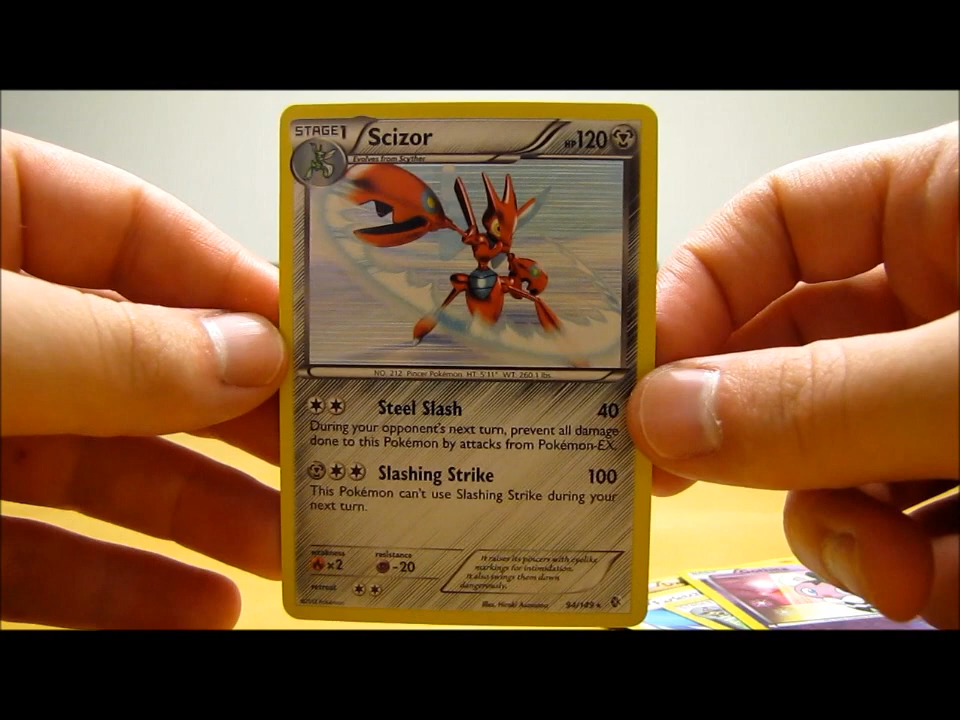 STAGE 1
Scizor
HP 120
Evolves from Scyther
NO. 212 Pincer Pokémon HT: 5'11" WT: 260.1 lbs.
Steel Slash 40
During your opponent's next turn, prevent all damage
done to this Pokémon by attacks from Pokémon-EX.
Slashing Strike 100
This Pokémon can't use Slashing Strike during your
next turn.
weakness
×2
resistance
-20
retreat
It raises its pincers with eyelike
markings for intimidation.
It also swings them down
dangerously.
©2012 Pokémon
Illus. Hiroki Asanuma
94/149